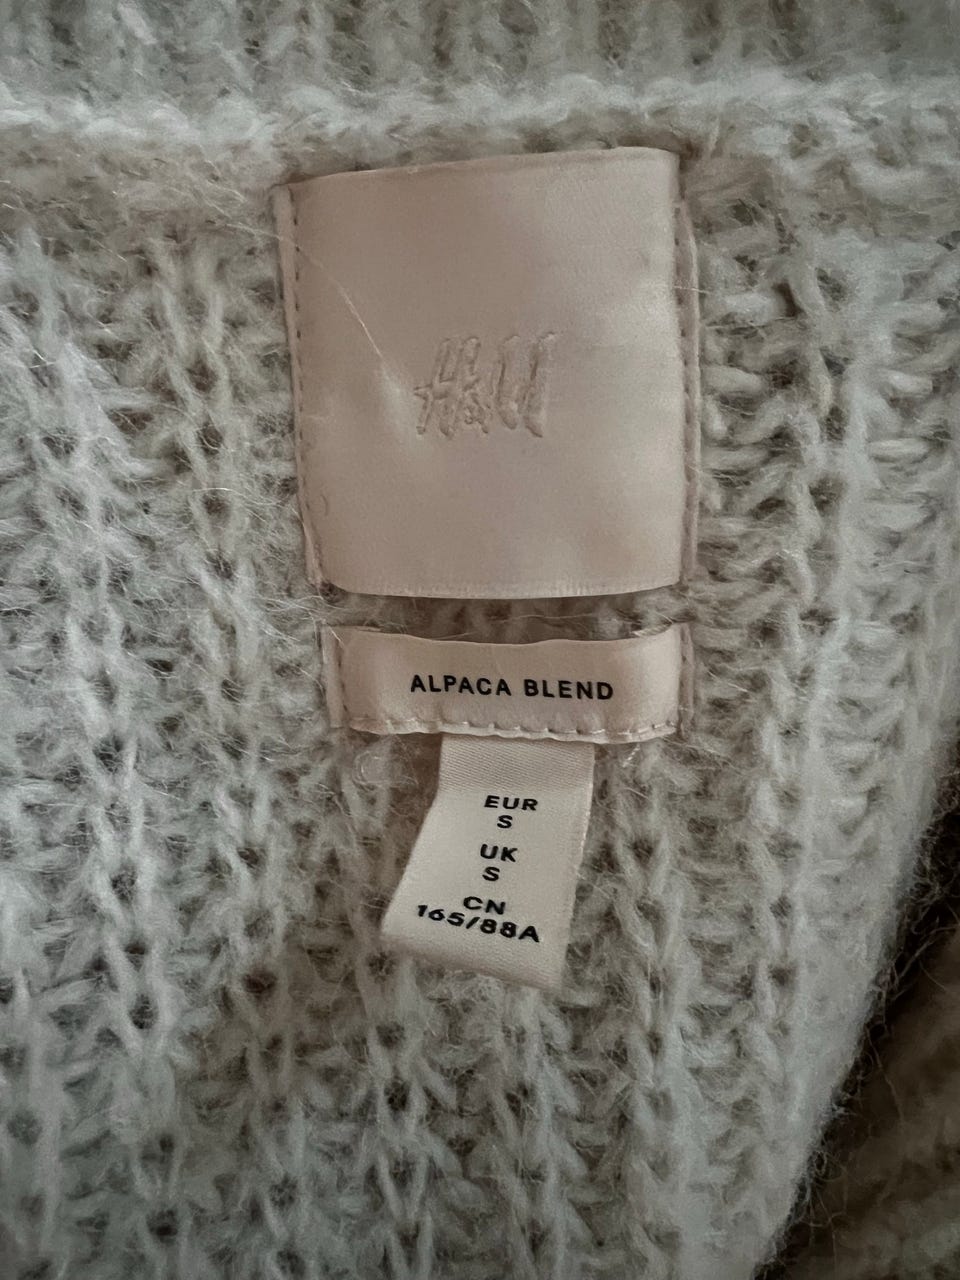 H&M
ALPACA BLEND
EUR
S
UK
S
CN
165/88A